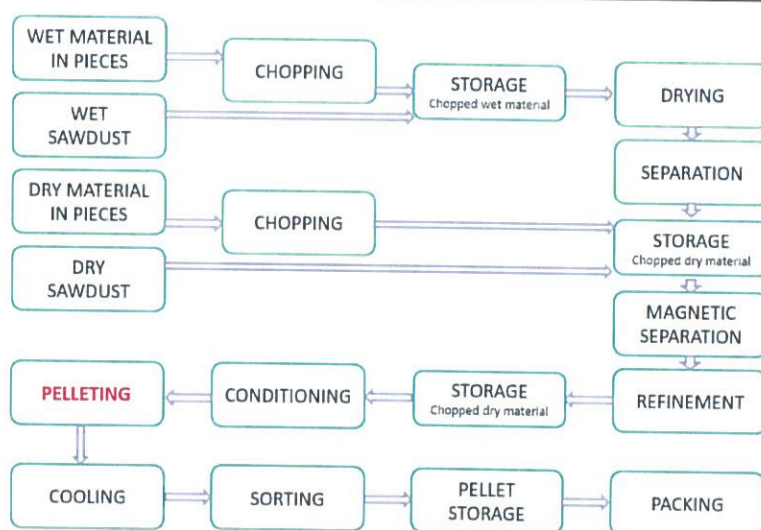 WET MATERIAL
IN PIECES
CHOPPING
STORAGE
Chopped wet material
DRYING
WET
SAWDUST
SEPARATION
DRY MATERIAL
IN PIECES
CHOPPING
STORAGE
Chopped dry material
DRY
SAWDUST
MAGNETIC
SEPARATION
PELLETING
CONDITIONING
STORAGE
Chopped dry material
REFINEMENT
COOLING
SORTING
PELLET
STORAGE
PACKING